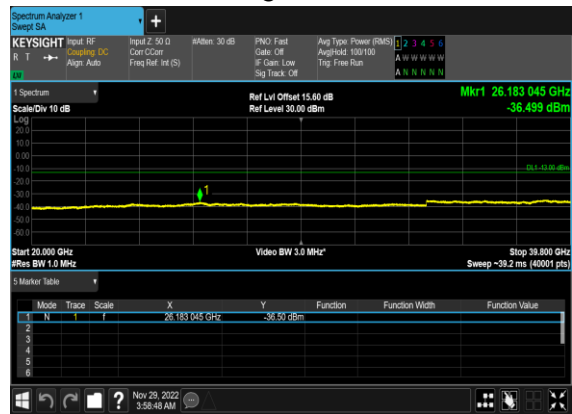 Spectrum Analyzer 1
Swept SA
+
KEYSIGHT Input: RF Input Z: 50 Ω #Atten: 30 dB PNO: Fast Avg Type: Power (RMS) 1 2 3 4 5 6
R T Coupling: DC Corr CCorr Gate: Off Avg|Hold: 100/100 A W W W W W
Align: Auto Freq Ref: Int (S) IF Gain: Low Trig: Free Run
Sig Track: Off A N N N N N
1 Spectrum Ref Lvl Offset 15.60 dB Mkr1 26.183 045 GHz
Scale/Div 10 dB Ref Level 30.00 dBm -36.499 dBm
Log
20.0
10.0
0.00
-10.0 DL1 -13.00 dBm
-20.0
-30.0 1
-40.0
-50.0
-60.0
Start 20.000 GHz Video BW 3.0 MHz* Stop 39.800 GHz
#Res BW 1.0 MHz Sweep ~39.2 ms (40001 pts)
5 Marker Table
Mode Trace Scale X Y Function Function Width Function Value
1 N 1 f 26.183 045 GHz -36.50 dBm
2
3
4
5
6
? Nov 29, 2022
3:58:48 AM